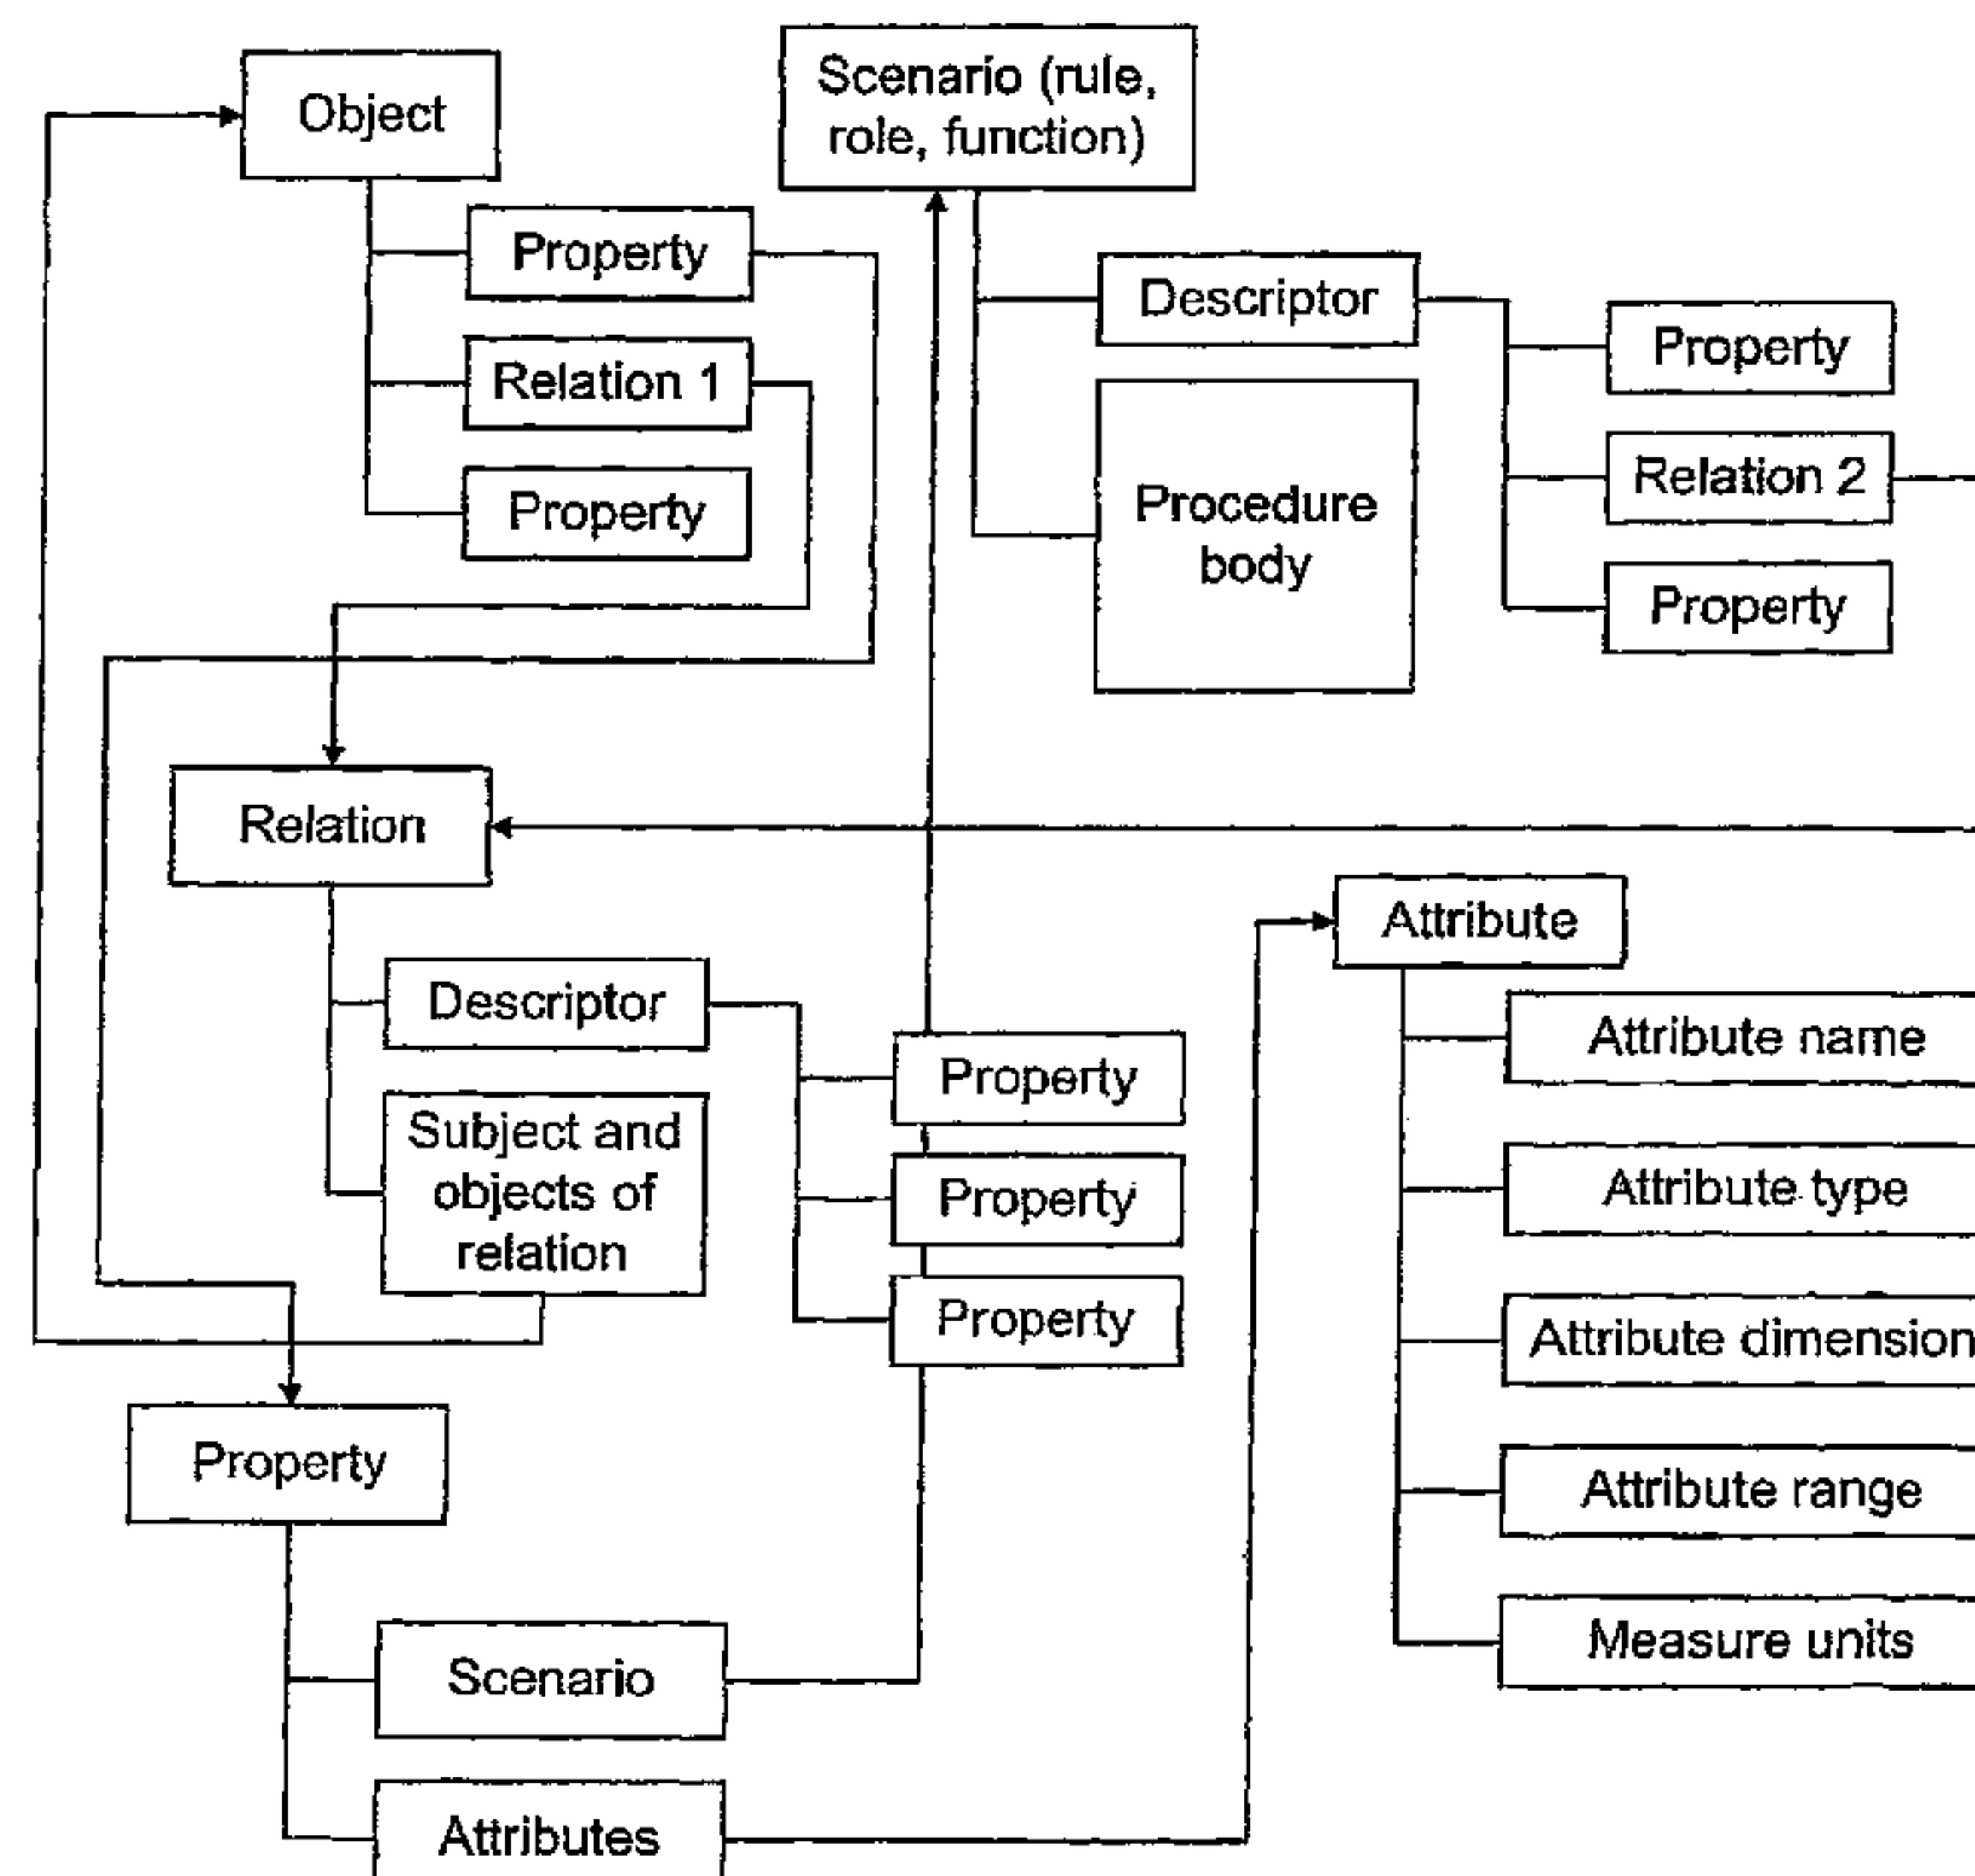 Object
Property
Relation 1
Property
Scenario (rule,
role, function)
Descriptor
Procedure
body
Property
Relation 2
Property
Relation
Descriptor
Subject and
objects of
relation
Property
Property
Property
Property
Scenario
Attributes
Attribute
Attribute name
Attribute type
Attribute dimension
Attribute range
Measure units